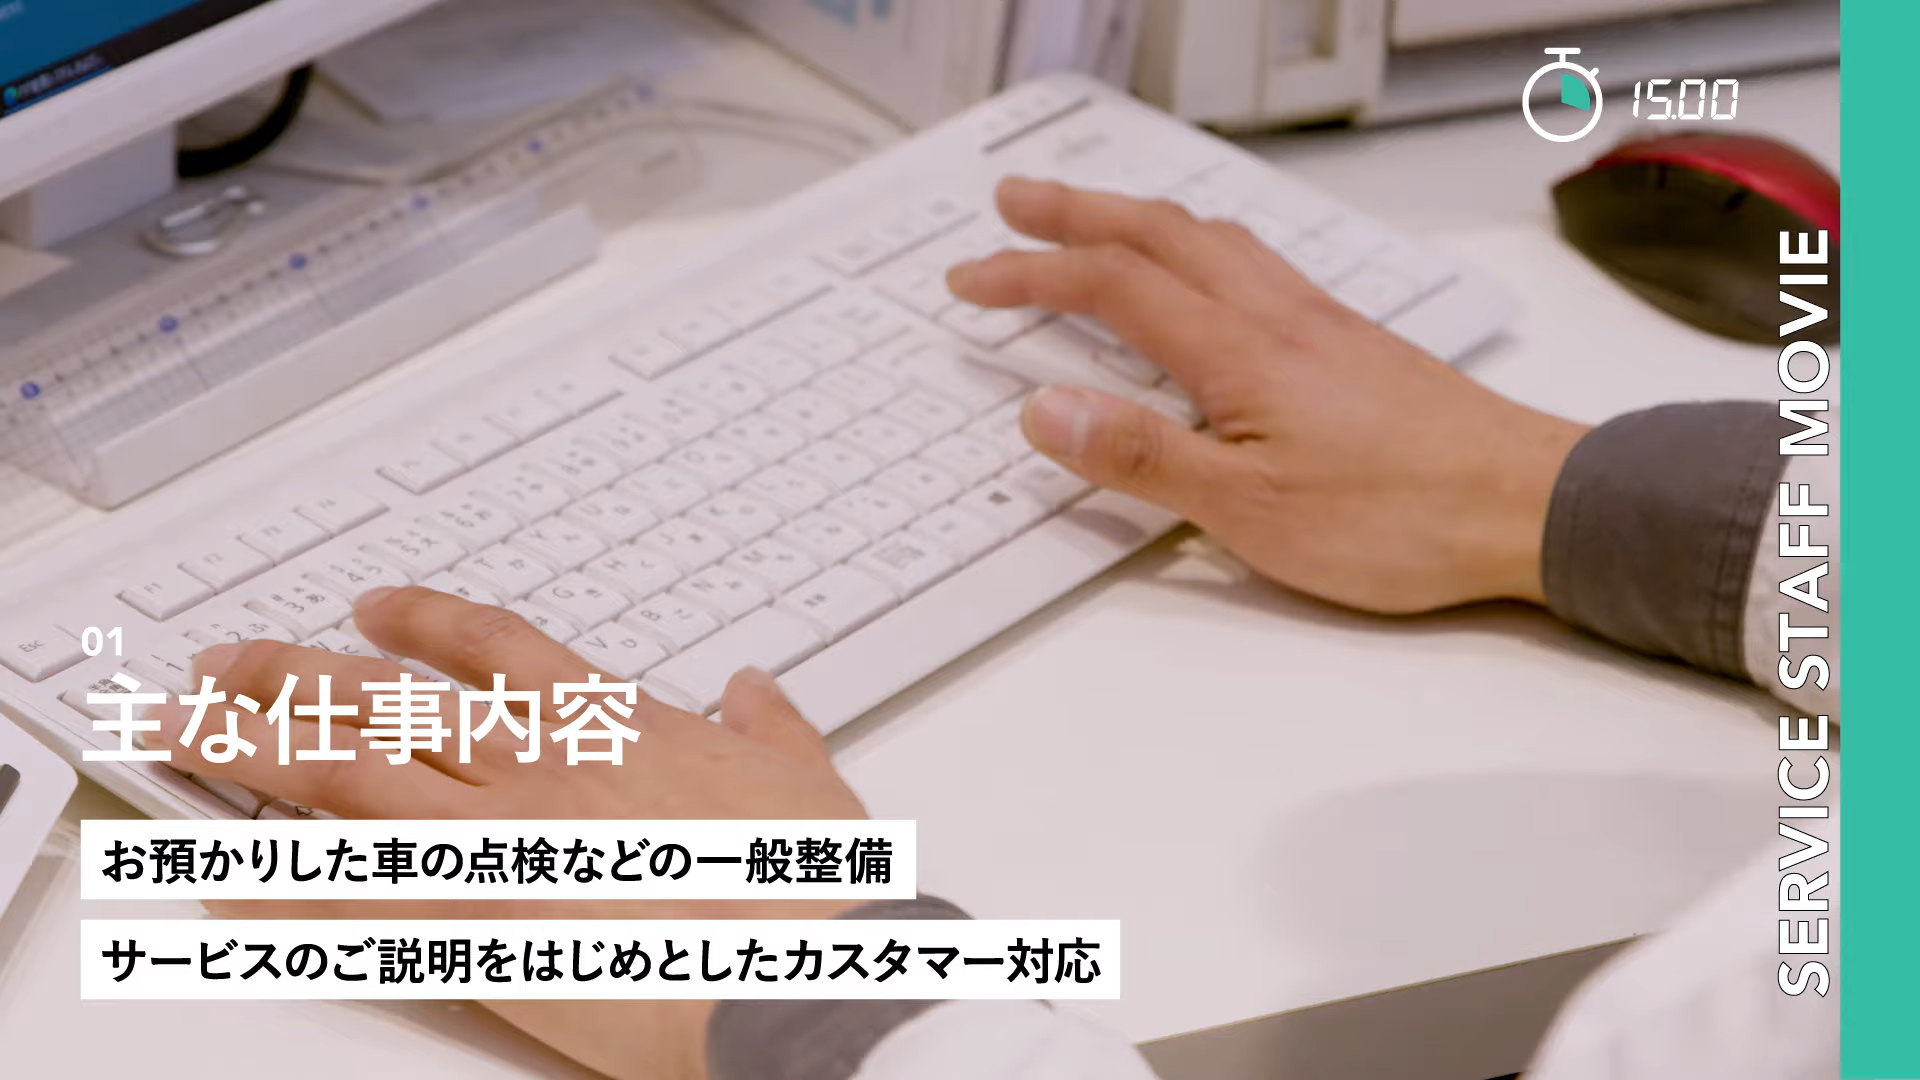 15.00
SERVICE STAFF MOVIE
01
主な仕事内容
お預かりした車の点検などの一般整備
サービスのご説明をはじめとしたカスタマー対応